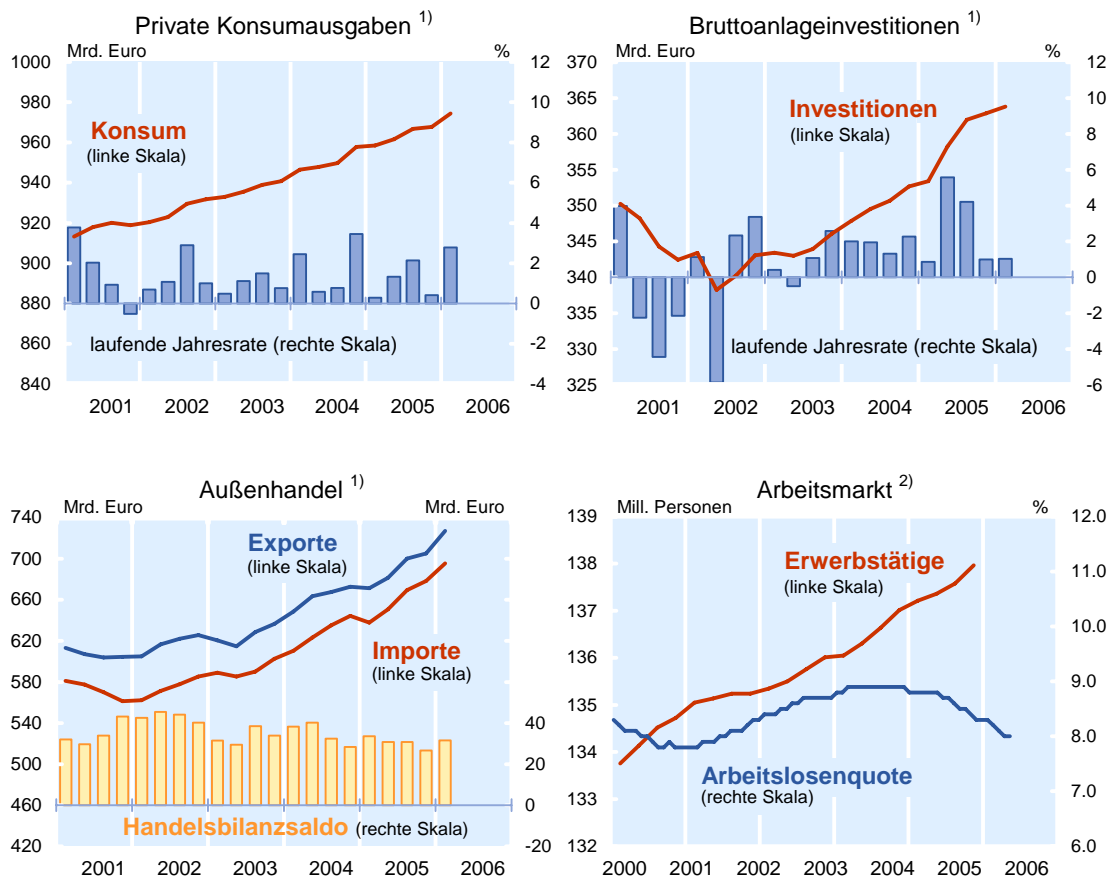 Private Konsumausgaben 1)
Mrd. Euro %
1000
980
960
940
920
900
880
860
840
12
10
8
6
4
2
0
-2
-4
Konsum
(linke Skala)
laufende Jahresrate (rechte Skala)
2001 2002 2003 2004 2005 2006
Bruttoanlageinvestitionen 1)
Mrd. Euro %
370
365
360
355
350
345
340
335
330
325
12
10
8
6
4
2
0
-2
-4
-6
Investitionen
(linke Skala)
laufende Jahresrate (rechte Skala)
2001 2002 2003 2004 2005 2006
Außenhandel 1)
Mrd. Euro Mrd. Euro
740
700
660
620
580
540
500
460
420
40
20
0
-20
Exporte
(linke Skala)
Importe
(linke Skala)
Handelsbilanzsaldo (rechte Skala)
2001 2002 2003 2004 2005 2006
Arbeitsmarkt 2)
Mill. Personen %
139
138
137
136
135
134
133
132
12.0
11.0
10.0
9.0
8.0
7.0
6.0
Erwerbstätige
(linke Skala)
Arbeitslosenquote
(rechte Skala)
2000 2001 2002 2003 2004 2005 2006